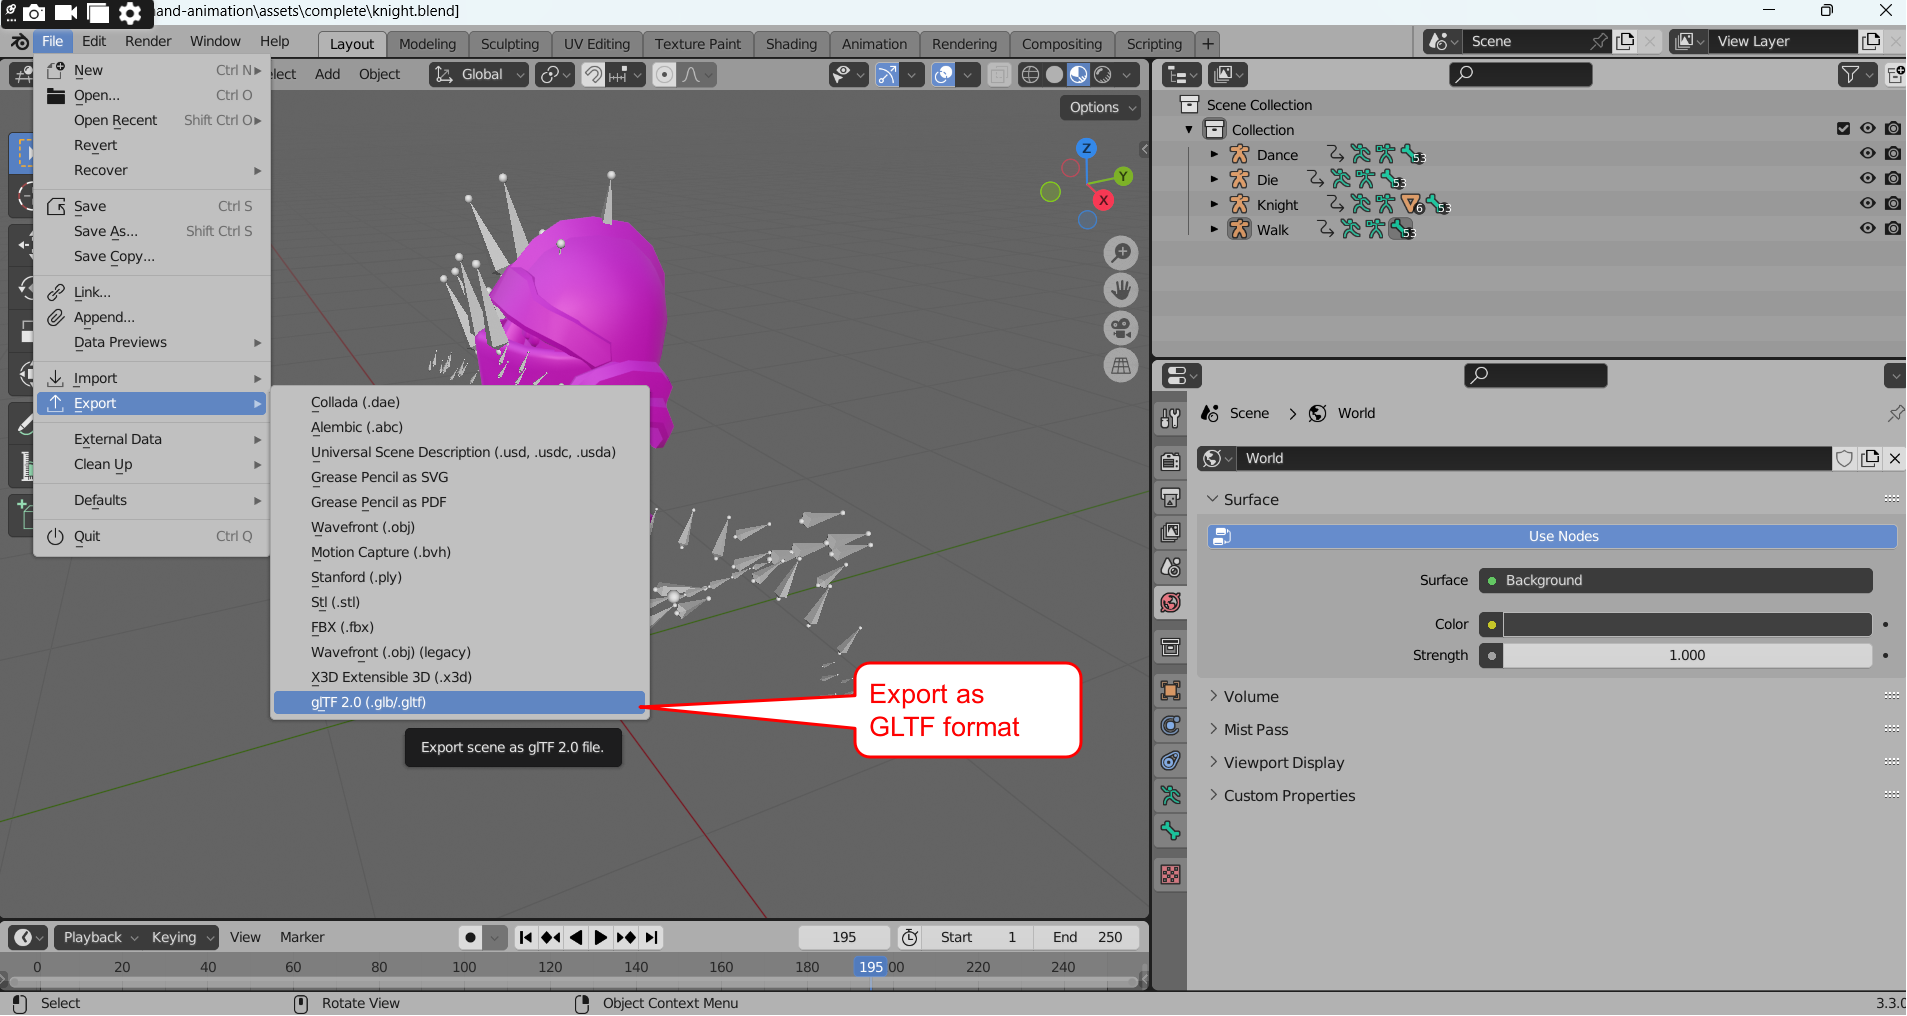 hand-animation\assets\complete\knight.blend]
File Edit Render Window Help Layout Modeling Sculpting UV Editing Texture Paint Shading Animation Rendering Compositing Scripting + Scene View Layer
Select Add Object Global
Options
New Ctrl N
Open... Ctrl O
Open Recent Shift Ctrl O
Revert
Recover
Save Ctrl S
Save As... Shift Ctrl S
Save Copy...
Link...
Append...
Data Previews
Import
Export
External Data
Clean Up
Defaults
Quit Ctrl Q
Collada (.dae)
Alembic (.abc)
Universal Scene Description (.usd, .usdc, .usda)
Grease Pencil as SVG
Grease Pencil as PDF
Wavefront (.obj)
Motion Capture (.bvh)
Stanford (.ply)
Stl (.stl)
FBX (.fbx)
Wavefront (.obj) (legacy)
X3D Extensible 3D (.x3d)
glTF 2.0 (.glb/.gltf)
Export scene as glTF 2.0 file.
Export as
GLTF format
Z
Y
X
Scene Collection
Collection
Dance 53
Die 53
Knight 6 53
Walk 53
Scene > World
World
Surface
Use Nodes
Surface Background
Color
Strength 1.000
Volume
Mist Pass
Viewport Display
Custom Properties
Playback Keying View Marker 195 Start 1 End 250
0 20 40 60 80 100 120 140 160 180 195 00 220 240
Select Rotate View Object Context Menu 3.3.0